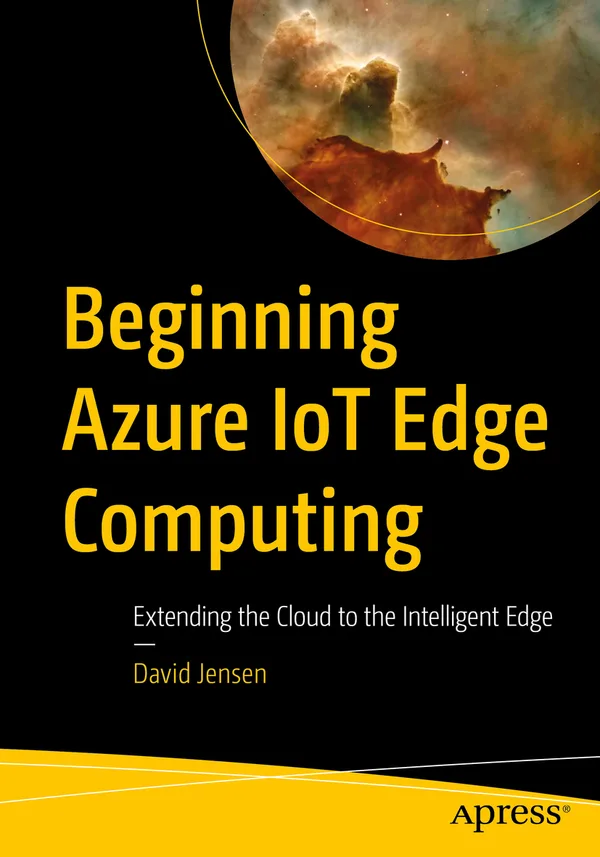 Beginning
Azure IoT Edge
Computing
Extending the Cloud to the Intelligent Edge
David Jensen
Apress®